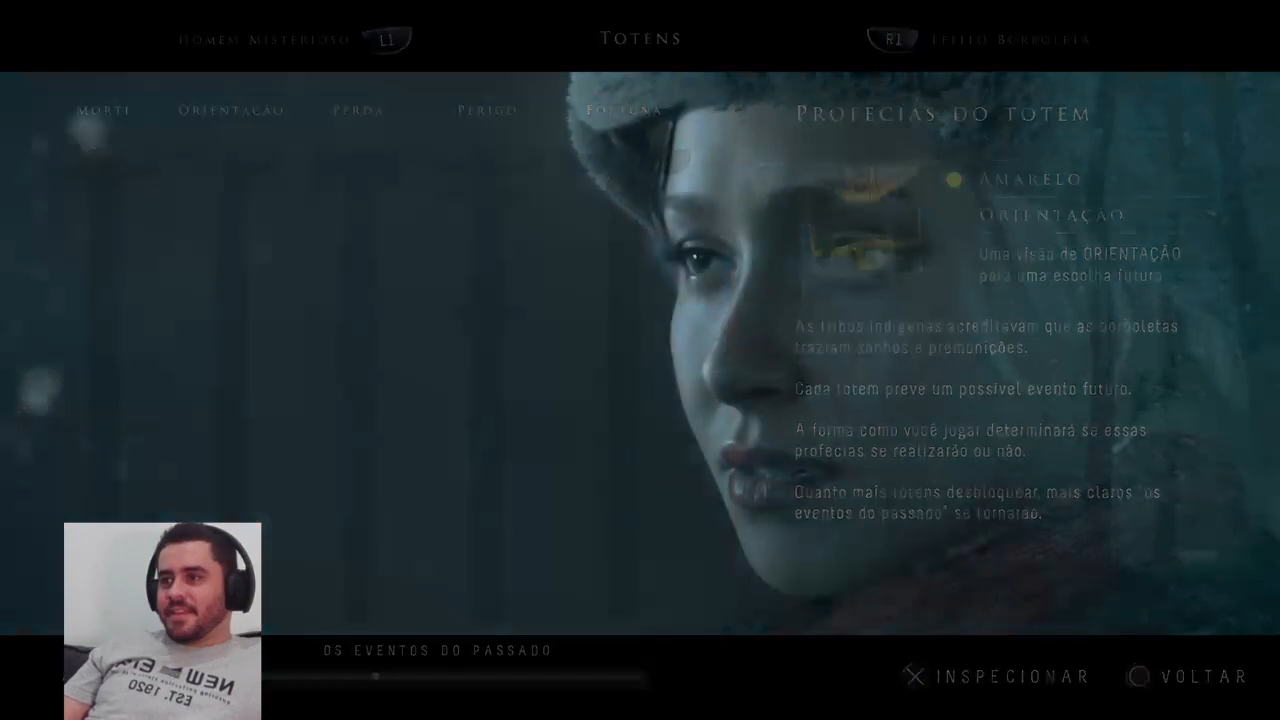 HOMEM MISTERIOSO
L1
TOTENS
R1
EFEITO BORBOLETA
MORTE
ORIENTAÇÃO
PERDA
PERIGO
FORTUNA
PROFECIAS DO TOTEM
AMARELO
ORIENTAÇÃO
Uma visão de ORIENTAÇÃO
para uma escolha futura
As tribos indígenas acreditavam que as borboletas
traziam sonhos e premonições.
Cada totem prevê um possível evento futuro.
A forma como você jogar determinará se essas
profecias se realizarão ou não.
Quanto mais totens desbloquear, mais claros "os
eventos do passado" se tornarão.
NEW
EST. 1920
OS EVENTOS DO PASSADO
INSPECIONAR
VOLTAR